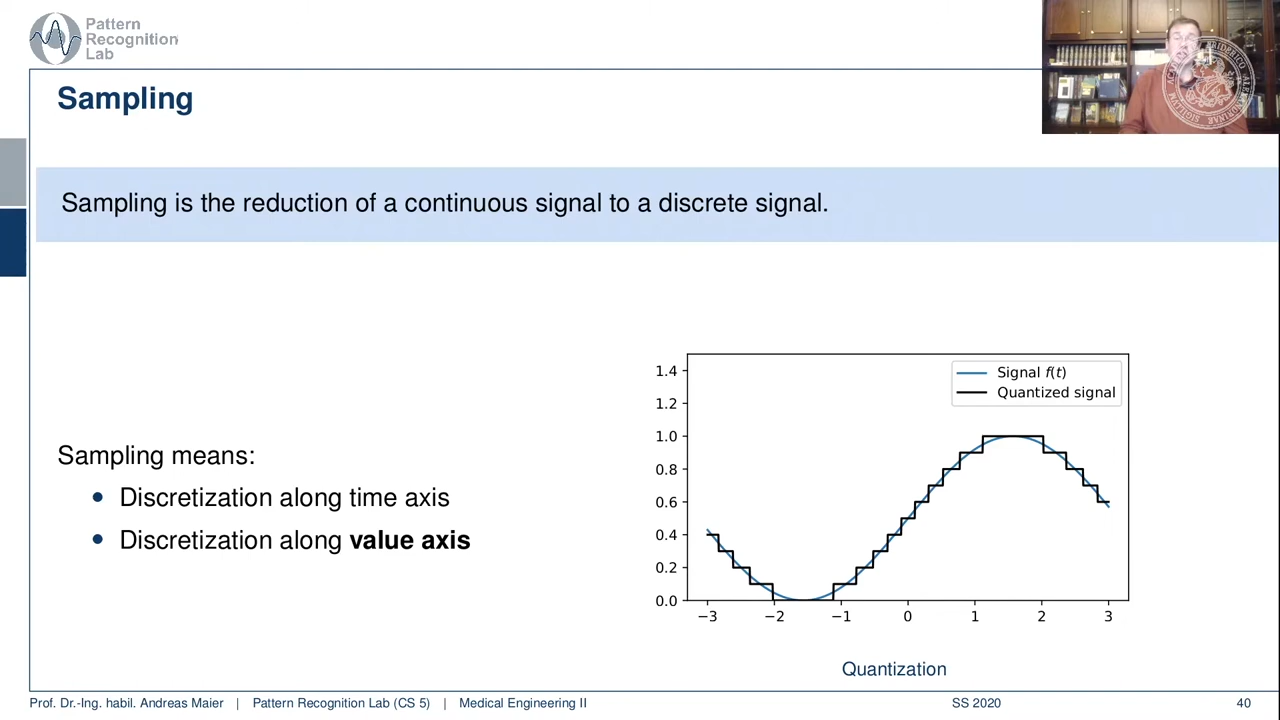 Pattern
Recognition
Lab
Sampling
Sampling is the reduction of a continuous signal to a discrete signal.
Sampling means:
• Discretization along time axis
• Discretization along value axis
1.4
1.2
1.0
0.8
0.6
0.4
0.2
0.0
−3 −2 −1 0 1 2 3
Signal f(t)
Quantized signal
Quantization
Prof. Dr.-Ing. habil. Andreas Maier | Pattern Recognition Lab (CS 5) | Medical Engineering II SS 2020 40